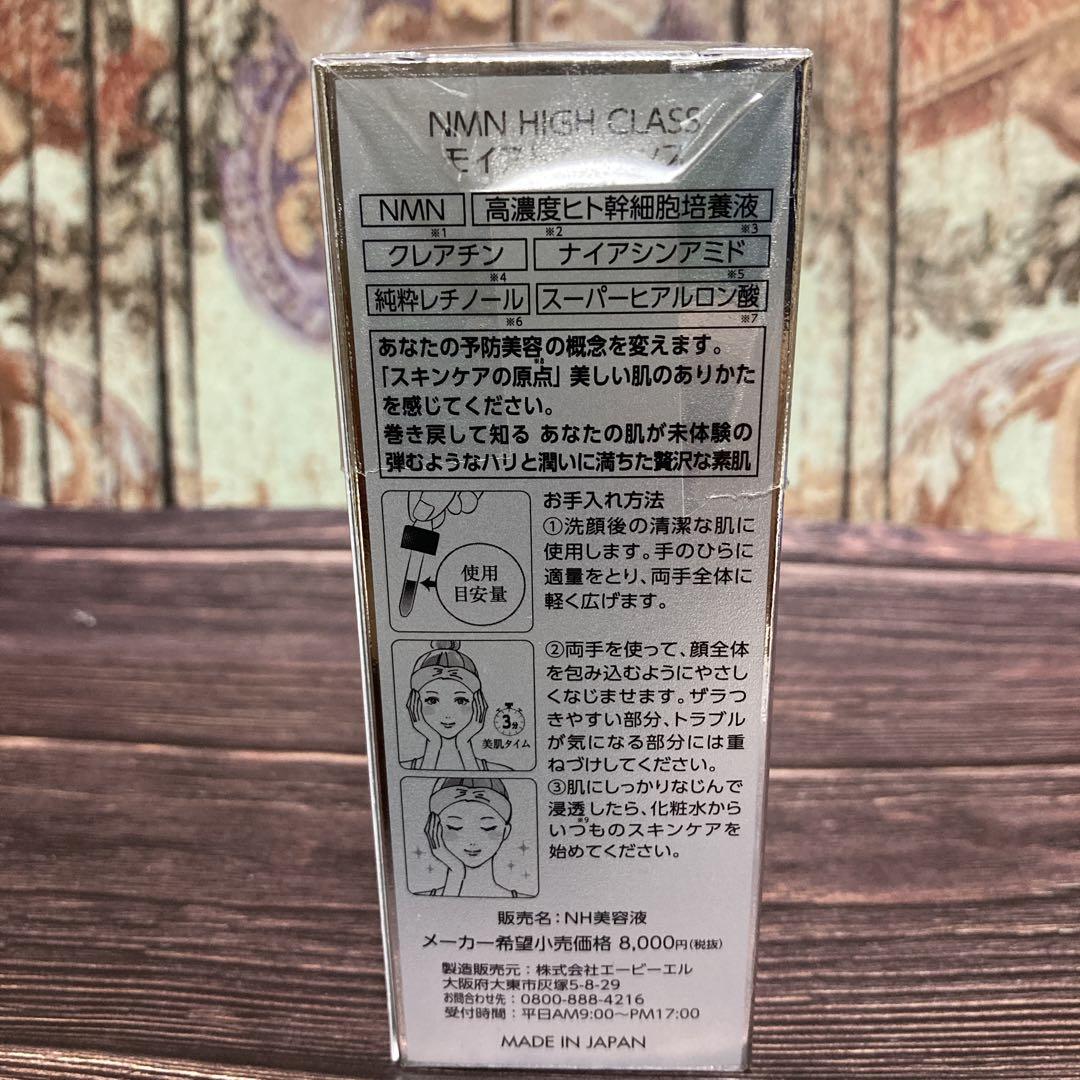 NMN HIGH CLASS
NMN 高濃度ヒト幹細胞培養液
※1 ※2 ※3
クレアチン ナイアシンアミド
※4 ※5
純粋レチノール スーパーヒアルロン酸
※6 ※7
あなたの予防美容の概念を変えます。
※8
「スキンケアの原点」美しい肌のありかた
を感じてください。
巻き戻して知る あなたの肌が未体験の
弾むようなハリと潤いに満ちた贅沢な素肌
お手入れ方法
①洗顔後の清潔な肌に
使用します。手のひらに
適量をとり、両手全体に
軽く広げます。
使用
目安量
②両手を使って、顔全体
を包み込むようにやさし
くなじませます。ザラつ
きやすい部分、トラブル
が気になる部分には重
ねづけしてください。
3分
美肌タイム
③肌にしっかりなじんで
浸透したら、化粧水から
※9
いつものスキンケアを
始めてください。
販売名:NH美容液
メーカー希望小売価格 8,000円(税抜)
製造販売元:株式会社エービーエル
大阪府大東市灰塚5-8-29
お問合わせ先:0800-888-4216
受付時間:平日AM9:00〜PM17:00
MADE IN JAPAN